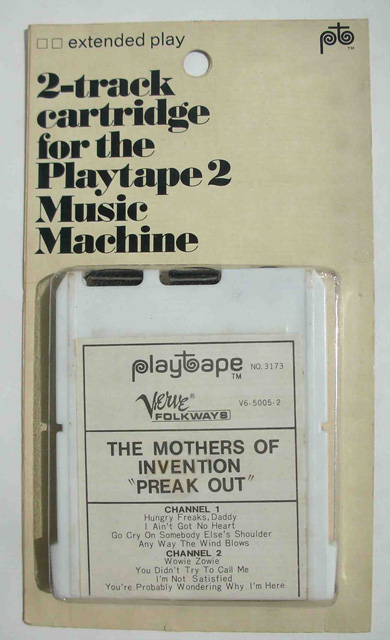 extended play
ptb
TM
2-track
cartridge
for the
Playtape 2
Music
Machine
playtape NO. 3173
TM
Verve® V6-5005-2
FOLKWAYS
THE MOTHERS OF
INVENTION
"PREAK OUT"
CHANNEL 1
Hungry Freaks, Daddy
I Ain't Got No Heart
Go Cry On Somebody Else's Shoulder
Any Way The Wind Blows
CHANNEL 2
Wowie Zowie
You Didn't Try To Call Me
I'm Not Satisfied
You're Probably Wondering Why I'm Here